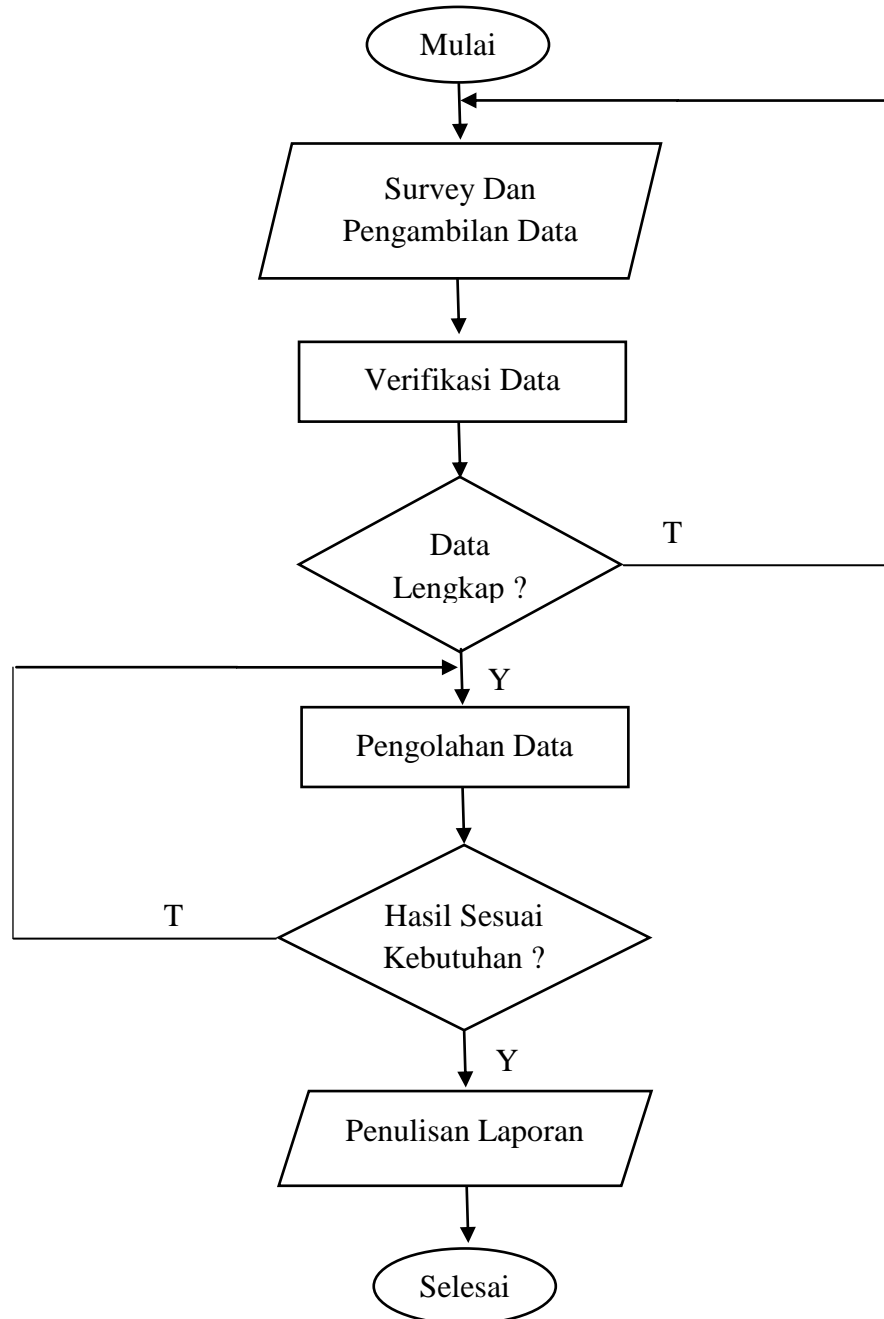 Mulai
Survey Dan
Pengambilan Data
Verifikasi Data
Data
Lengkap ?
T
Y
Pengolahan Data
Hasil Sesuai
Kebutuhan ?
T
Y
Penulisan Laporan
Selesai